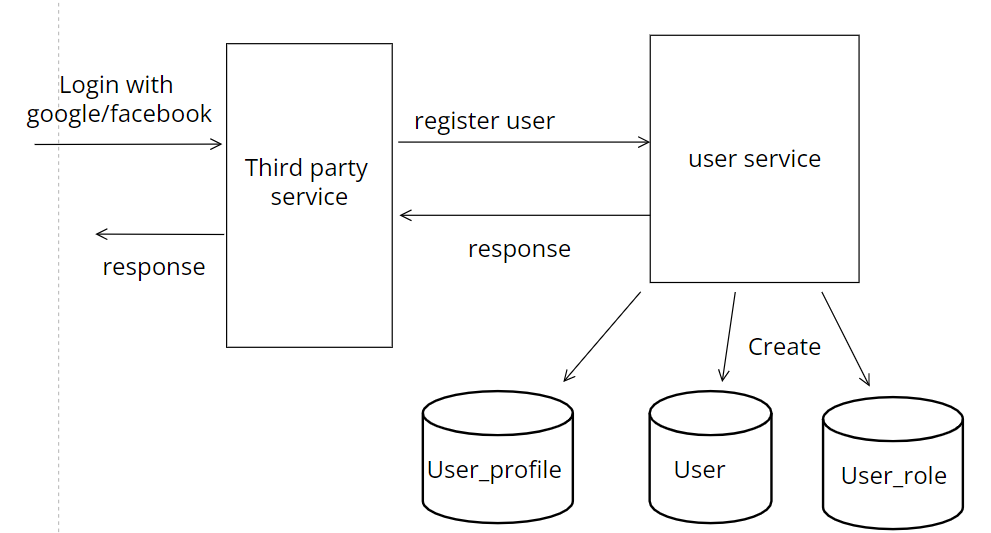 Login with
google/facebook
register user
Third party
service
user service
response
response
Create
User_profile
User
User_role